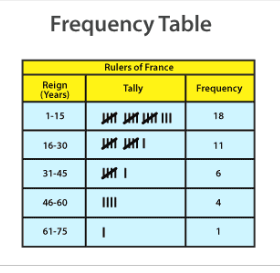 Frequency Table
Rulers of France
Reign (Years) Tally Frequency
1-15 18
16-30 11
31-45 6
46-60 4
61-75 1